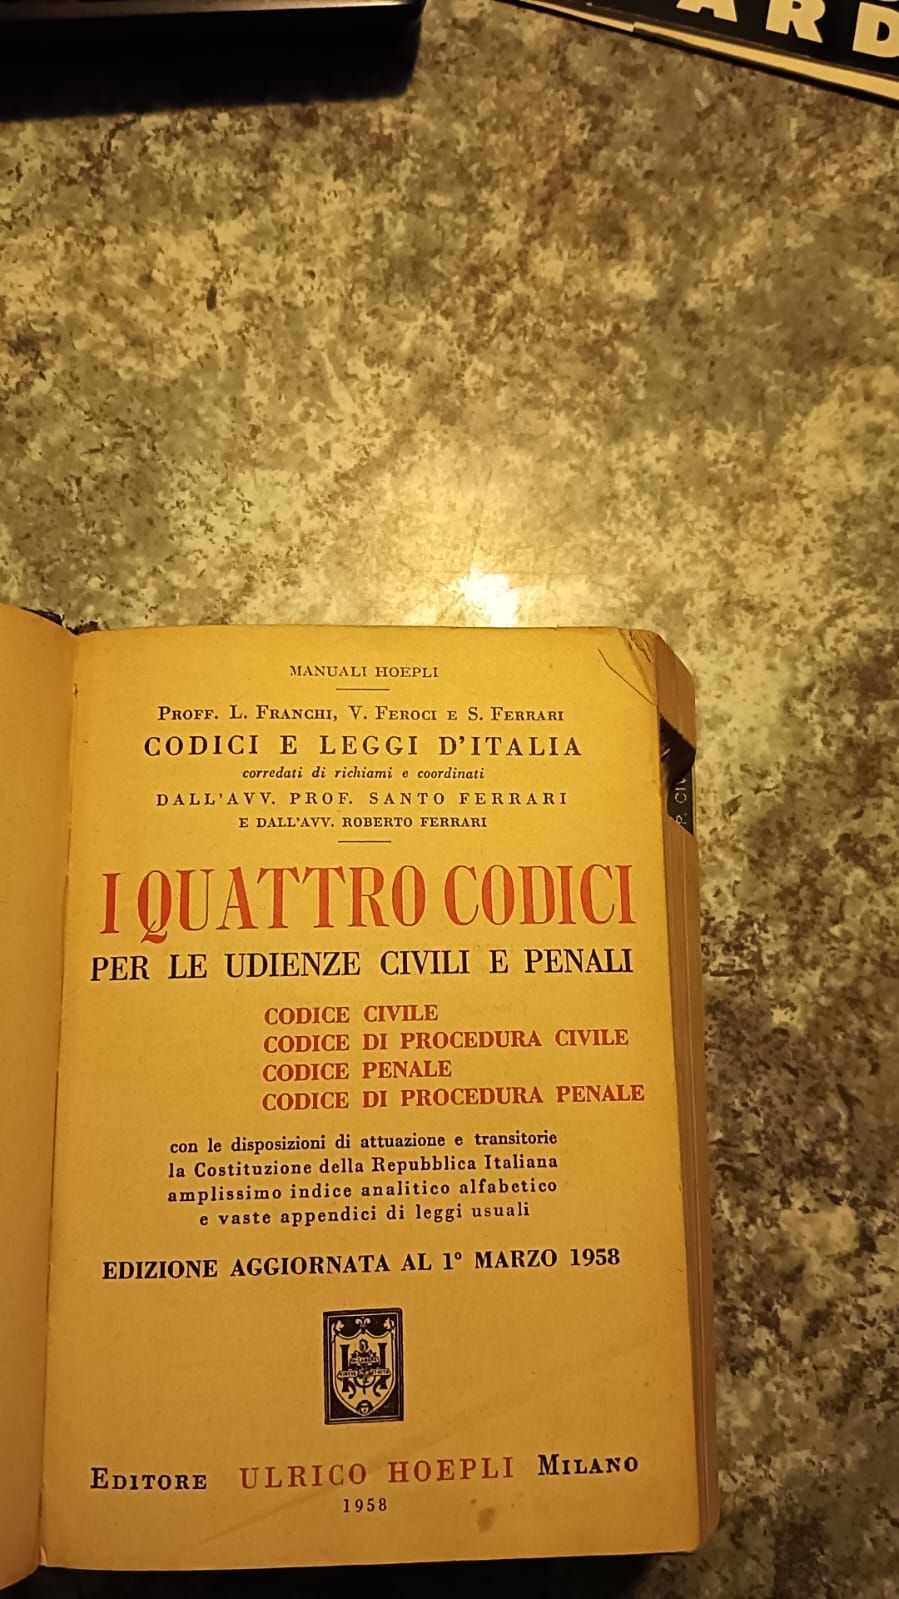 ARD
MANUALI HOEPLI
PROFF. L. FRANCHI, V. FEROCI E S. FERRARI
CODICI E LEGGI D'ITALIA
corredati di richiami e coordinati
DALL'AVV. PROF. SANTO FERRARI
E DALL'AVV. ROBERTO FERRARI
P. CIV
I QUATTRO CODICI
PER LE UDIENZE CIVILI E PENALI
CODICE CIVILE
CODICE DI PROCEDURA CIVILE
CODICE PENALE
CODICE DI PROCEDURA PENALE
con le disposizioni di attuazione e transitorie
la Costituzione della Repubblica Italiana
amplissimo indice analitico alfabetico
e vaste appendici di leggi usuali
EDIZIONE AGGIORNATA AL 1º MARZO 1958
EDITORE ULRICO HOEPLI MILANO
1958